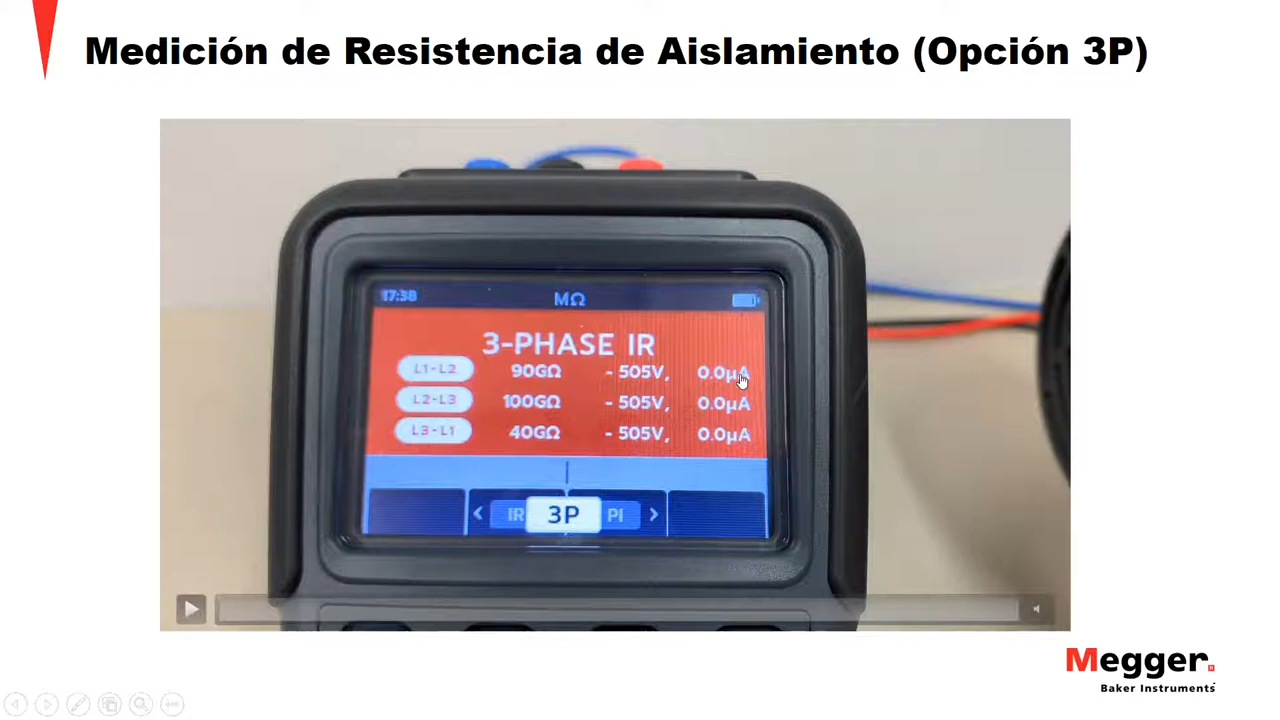 Medición de Resistencia de Aislamiento (Opción 3P)
17:38 MΩ
3-PHASE IR
L1-L2 90GΩ - 505V, 0.0µA
L2-L3 100GΩ - 505V, 0.0µA
L3-L1 40GΩ - 505V, 0.0µA
< IR 3P PI >
Megger.
Baker Instruments